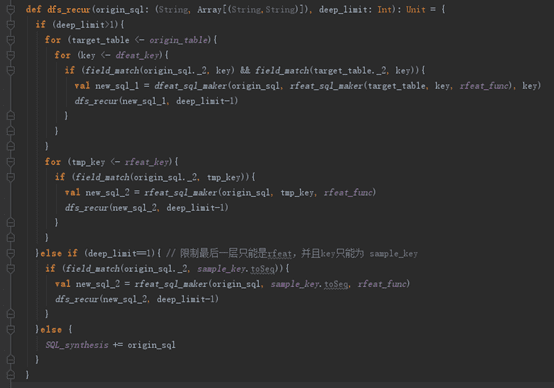 def dfs_recur(origin_sql: (String, Array[(String,String)]), deep_limit: Int): Unit = {
  if (deep_limit>1){
    for (target_table <- origin_table){
      for (key <- dfeat_key){
        if (field_match(origin_sql._2, key) && field_match(target_table._2, key)){
          val new_sql_1 = dfeat_sql_maker(origin_sql, rfeat_sql_maker(target_table, key, rfeat_func), key)
          dfs_recur(new_sql_1, deep_limit-1)
        }
      }
    }
    for (tmp_key <- rfeat_key){
      if (field_match(origin_sql._2, tmp_key)){
        val new_sql_2 = rfeat_sql_maker(origin_sql, tmp_key, rfeat_func)
        dfs_recur(new_sql_2, deep_limit-1)
      }
    }
  }else if (deep_limit==1){ // 限制最后一层只能是rfeat, 并且key只能为 sample_key
    if (field_match(origin_sql._2, sample_key.toSeq)){
      val new_sql_2 = rfeat_sql_maker(origin_sql, sample_key.toSeq, rfeat_func)
      dfs_recur(new_sql_2, deep_limit-1)
    }
  }else {
    SQL_synthesis += origin_sql
  }
}